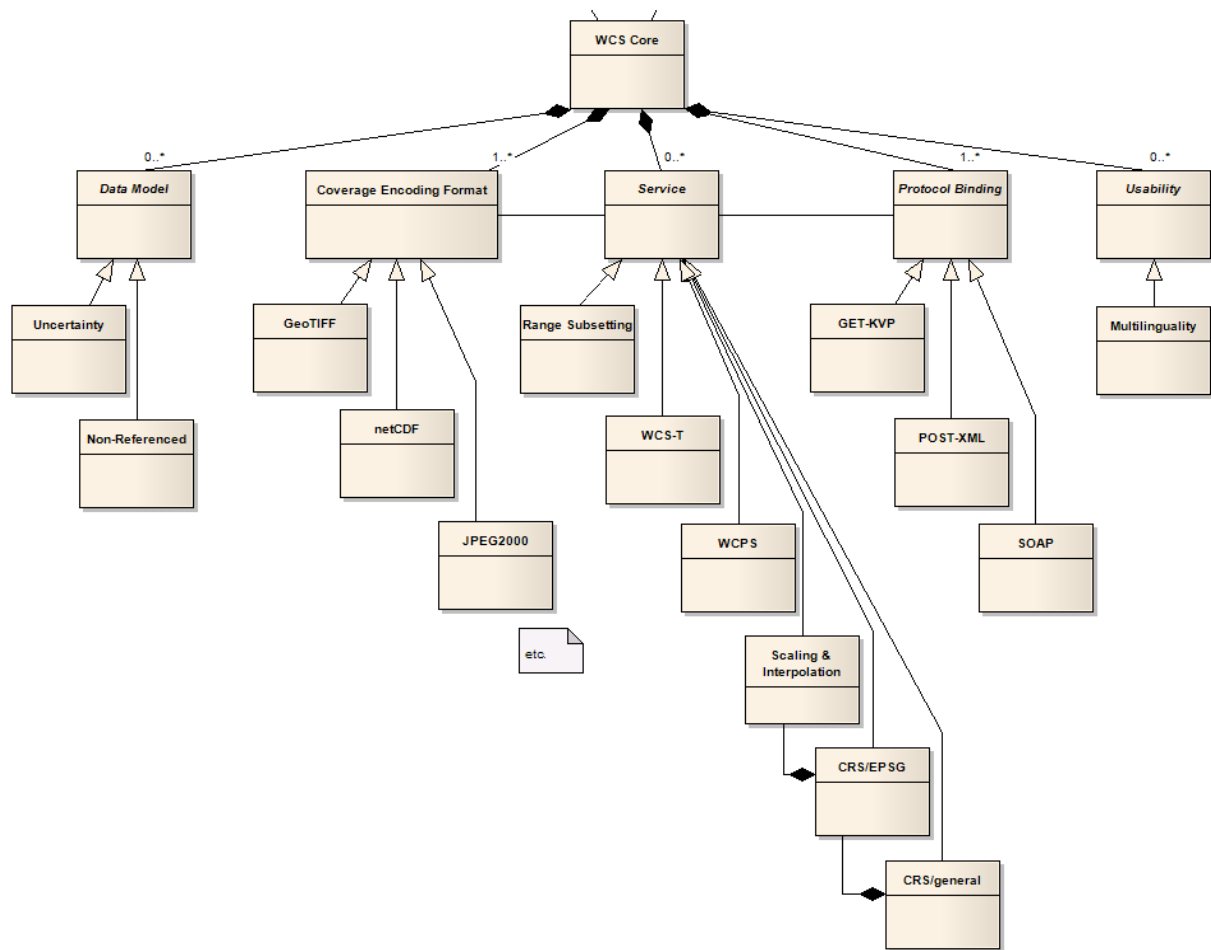 WCS Core
0..*
1..*
0..*
1..*
0..*
Data Model
Coverage Encoding Format
Service
Protocol Binding
Usability
Uncertainty
GeoTIFF
Range Subsetting
GET-KVP
Multilinguality
Non-Referenced
netCDF
WCS-T
POST-XML
JPEG2000
WCPS
SOAP
etc.
Scaling &
Interpolation
CRS/EPSG
CRS/general